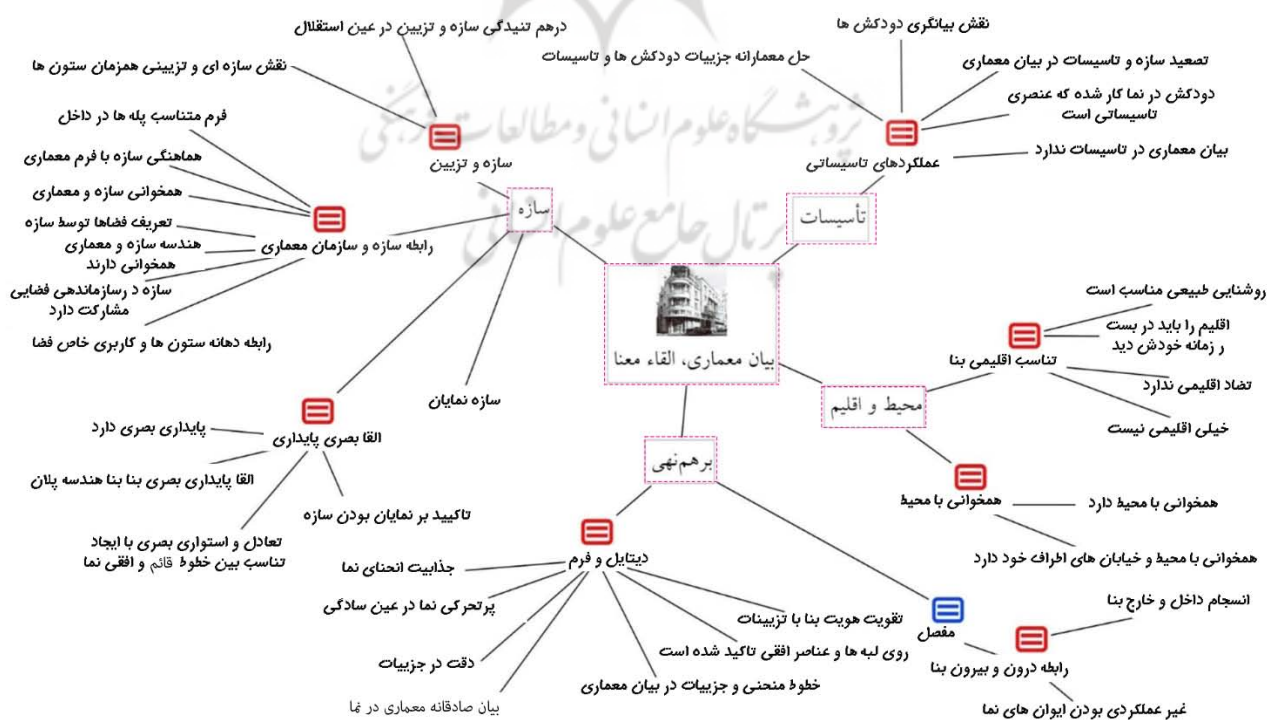 نقش بیانگری دودکش ها
درهم تنیدگی سازه و تزیین در عین استقلال
حل معمارانه جزییات دودکش ها و تاسیسات
تصعید سازه و تاسیسات در بیان معماری
نقش سازه ای و تزیینی همزمان ستون ها
دودکش در نما کار شده که عنصری
تاسیساتی است
بیان معماری در تاسیسات ندارد
عملکردهای تاسیساتی
تأسیسات
پژوهشگاه علوم انسانی و مطالعات فرهنگی
پرتال جامع علوم انسانی
سازه و تزیین
سازه
فرم متناسب پله ها در داخل
هماهنگی سازه با فرم معماری
همخوانی سازه و معماری
تعریف فضاها توسط سازه
هندسه سازه و معماری
همخوانی دارند
سازه د رسازماندهی فضایی
مشارکت دارد
رابطه دهانه ستون ها و کاربری خاص فضا
رابطه سازه و سازمان معماری
بیان معماری، القاء معنا
روشنایی طبیعی مناسب است
اقلیم را باید در بست
ر زمانه خودش دید
تناسب اقلیمی بنا
تضاد اقلیمی ندارد
خیلی اقلیمی نیست
محیط و اقلیم
همخوانی با محیط
همخوانی با محیط دارد
همخوانی با محیط و خیابان های اطراف خود دارد
سازه نمایان
القا بصری پایداری
پایداری بصری دارد
القا پایداری بصری بنا بنا هندسه پلان
تاکیید بر نمایان بودن سازه
تعادل و استواری بصری با ایجاد
تناسب بین خطوط قائم و افقی نما
برهم‌نهی
دیتایل و فرم
جذابیت انحنای نما
پرتحرکی نما در عین سادگی
دقت در جزییات
بیان صادقانه معماری در نما
تقویت هویت بنا با تزیینات
روی لبه ها و عناصر افقی تاکید شده است
خطوط منحنی و جزییات در بیان معماری
مفصل
انسجام داخل و خارج بنا
رابطه درون و بیرون بنا
غیر عملکردی بودن ایوان های نما